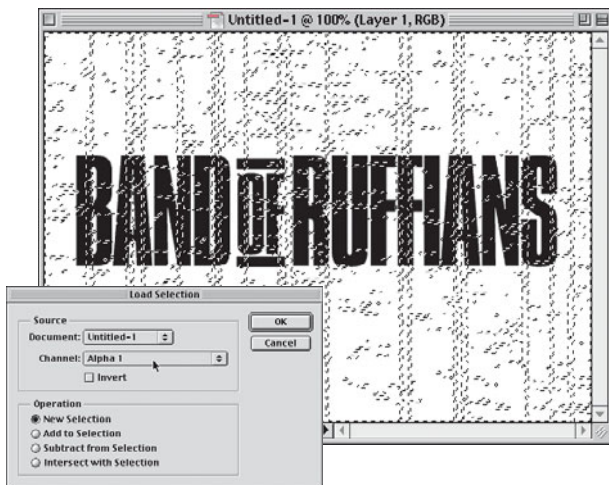 Untitled-1 @ 100% (Layer 1, RGB)
BAND OF RUFFIANS
Load Selection
Source
Document: Untitled-1
Channel: Alpha 1
Invert
OK
Cancel
Operation
New Selection
Add to Selection
Subtract from Selection
Intersect with Selection